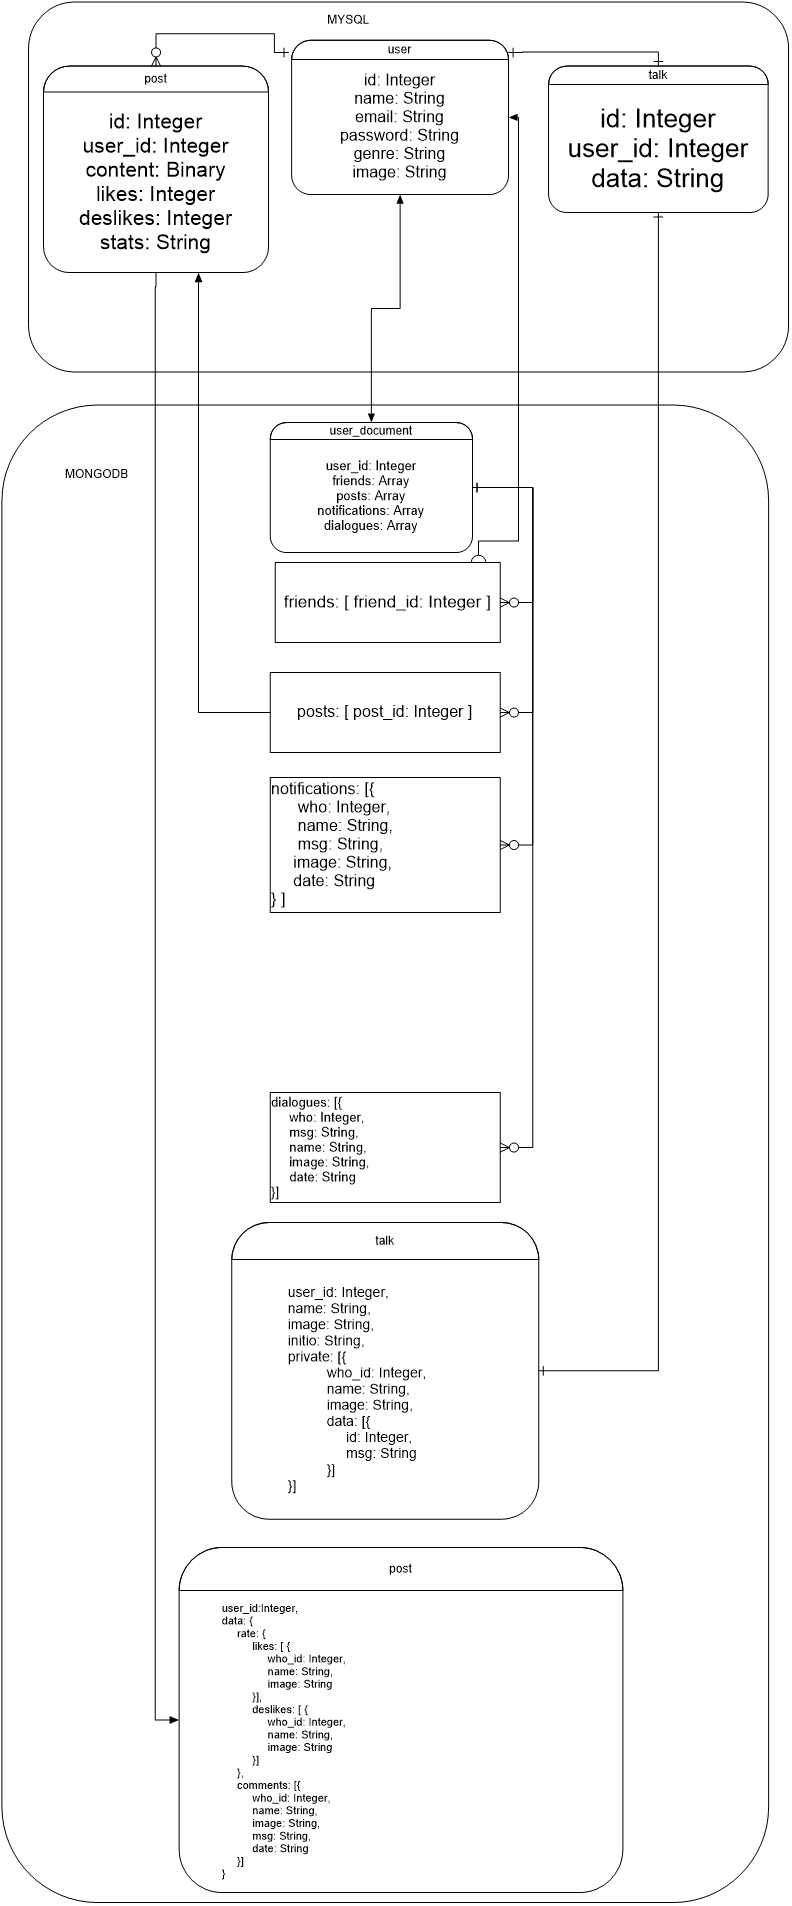 MYSQL
post
id: Integer
user_id: Integer
content: Binary
likes: Integer
deslikes: Integer
stats: String
user
id: Integer
name: String
email: String
password: String
genre: String
image: String
talk
id: Integer
user_id: Integer
data: String
MONGODB
user_document
user_id: Integer
friends: Array
posts: Array
notifications: Array
dialogues: Array
friends: [ friend_id: Integer ]
posts: [ post_id: Integer ]
notifications: [{
who: Integer,
name: String,
msg: String,
image: String,
date: String
} ]
dialogues: [{
who: Integer,
msg: String,
name: String,
image: String,
date: String
}]
talk
user_id: Integer,
name: String,
image: String,
initio: String,
private: [{
who_id: Integer,
name: String,
image: String,
data: [{
id: Integer,
msg: String
}]
}]
post
user_id:Integer,
data: {
rate: {
likes: [ {
who_id: Integer,
name: String,
image: String
}],
deslikes: [ {
who_id: Integer,
name: String,
image: String
}]
},
comments: [{
who_id: Integer,
name: String,
image: String,
msg: String,
date: String
}]
}